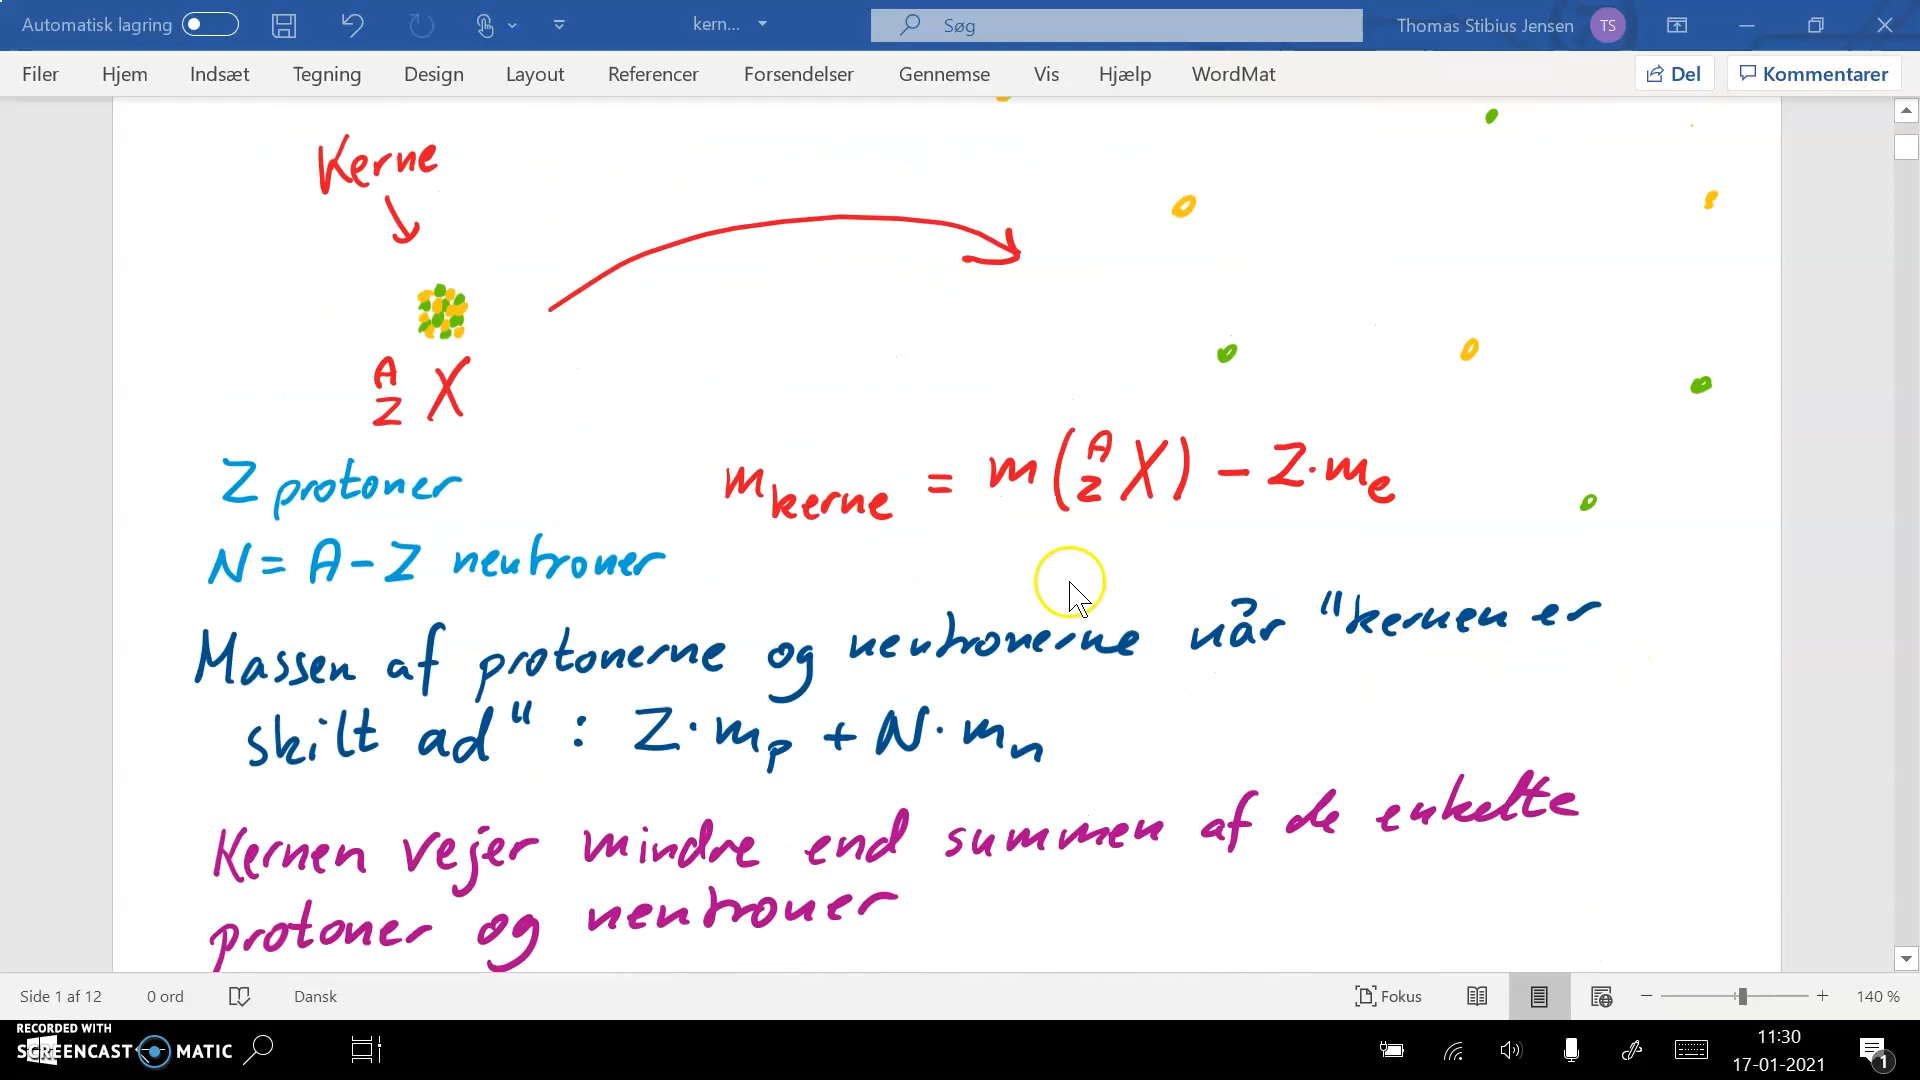 Automatisk lagring
kern...
Søg
Thomas Stibius Jensen
TS
Filer
Hjem
Indsæt
Tegning
Design
Layout
Referencer
Forsendelser
Gennemse
Vis
Hjælp
WordMat
Del
Kommentarer
Kerne
A
Z X
Z protoner
m kerne = m(A Z X) - Z·me
N = A - Z neutroner
Massen af protonerne og neutronerne når "kernen er
skilt ad" : Z·mp + N·mn
Kernen vejer mindre end summen af de enkelte
protoner og neutroner
Side 1 af 12
0 ord
Dansk
Fokus
140 %
RECORDED WITH
SCREENCAST MATIC
11:30
17-01-2021
1